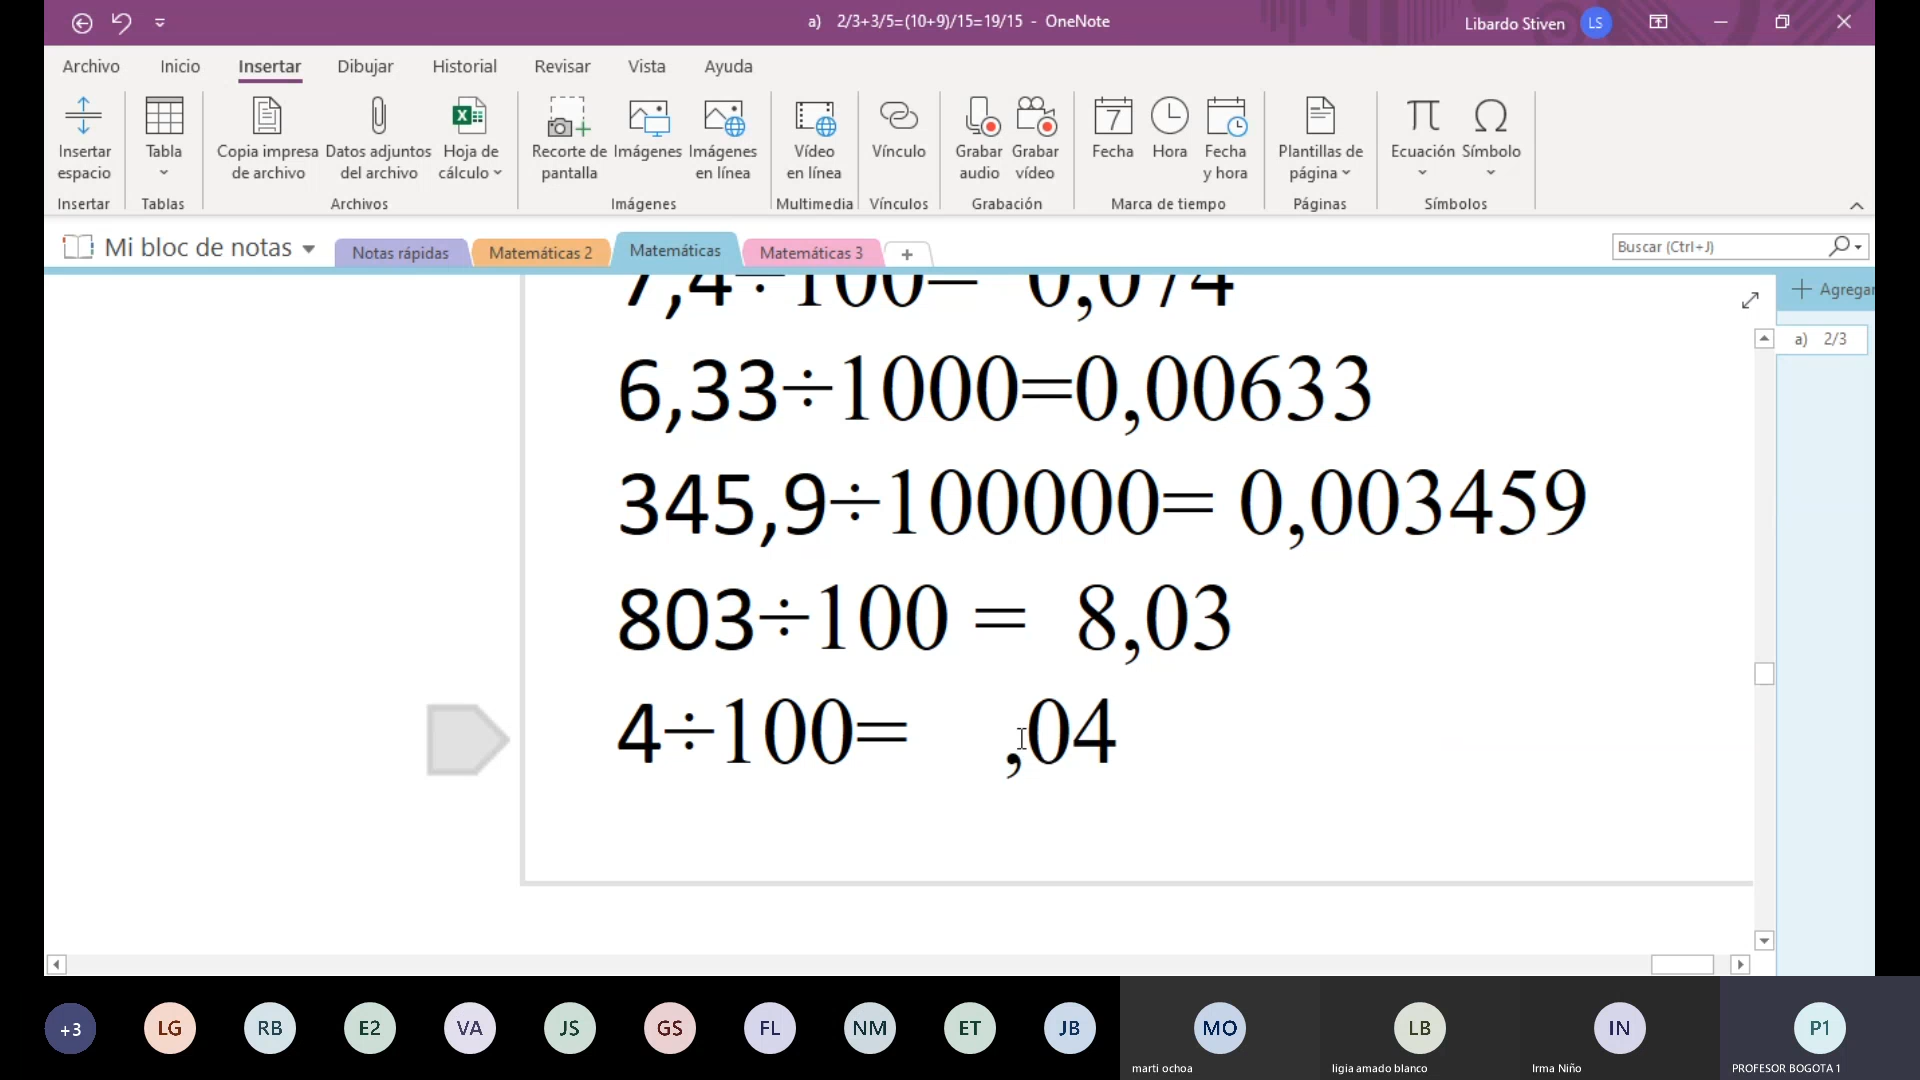 a) 2/3+3/5=(10+9)/15=19/15 - OneNote
Libardo Stiven LS
Archivo Inicio Insertar Dibujar Historial Revisar Vista Ayuda
Insertar espacio
Tabla
Copia impresa de archivo
Datos adjuntos del archivo
Hoja de cálculo
Recorte de pantalla
Imágenes
Imágenes en línea
Vídeo en línea
Vínculo
Grabar audio
Grabar vídeo
7
Fecha
Hora
Fecha y hora
Plantillas de página
π
Ecuación
Ω
Símbolo
Insertar Tablas Archivos Imágenes Multimedia Vínculos Grabación Marca de tiempo Páginas Símbolos
Mi bloc de notas
Notas rápidas Matemáticas 2 Matemáticas Matemáticas 3 +
Buscar (Ctrl+J)
+ Agregar
a) 2/3
7,4÷100= 0,074
6,33÷1000=0,00633
345,9÷100000= 0,003459
803÷100 = 8,03
4÷100= ,04
+3 LG RB E2 VA JS GS FL NM ET JB MO LB IN P1
marti ochoa ligia amado blanco Irma Niño PROFESOR BOGOTA 1